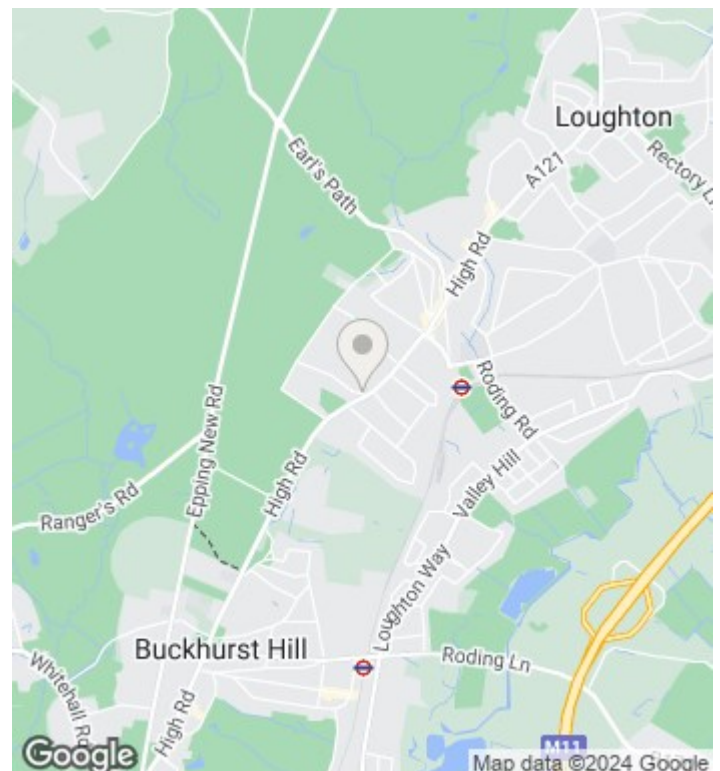 Loughton
A121
Rectory Ln
Earl's Path
High Rd
Epping New Rd
Roding Rd
High Rd
Valley Hill
Ranger's Rd
Loughton Way
Buckhurst Hill
Roding Ln
Whitehall Rd
High Rd
M11
Google
Map data ©2024 Google